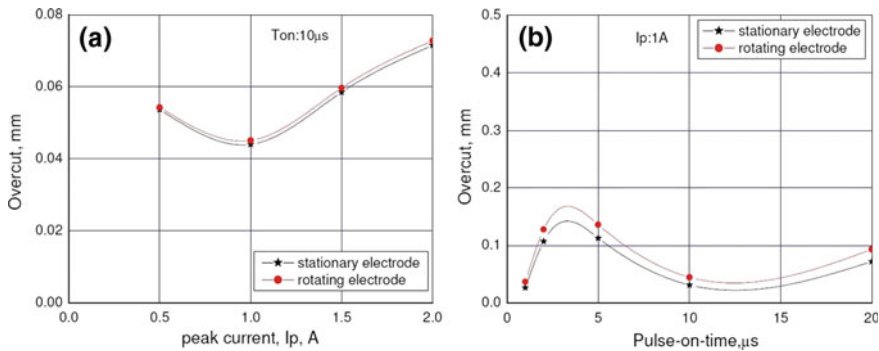 (a)
Ton:10μs
0.08
0.06
0.04
0.02
0.00
Overcut, mm
stationary electrode
rotating electrode
0.0 0.5 1.0 1.5 2.0
peak current, Ip, A
(b)
Ip:1A
stationary electrode
rotating electrode
0.5
0.4
0.3
0.2
0.1
0.0
Overcut, mm
0 5 10 15 20
Pulse-on-time,μs